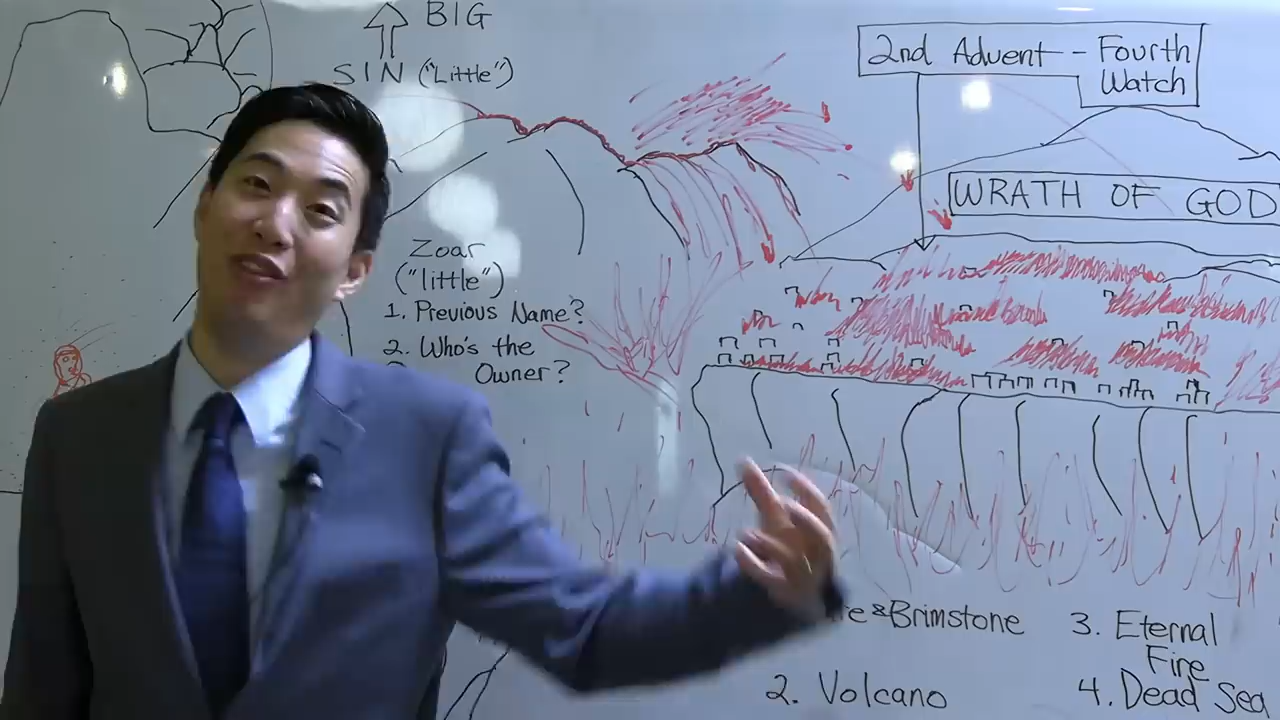 BIG
SIN ("Little")
2nd Advent - Fourth
Watch
WRATH OF GOD
Zoar
("little")
1. Previous Name?
2. Who's the
Owner?
&Brimstone
3. Eternal
Fire
2. Volcano
4. Dead Sea